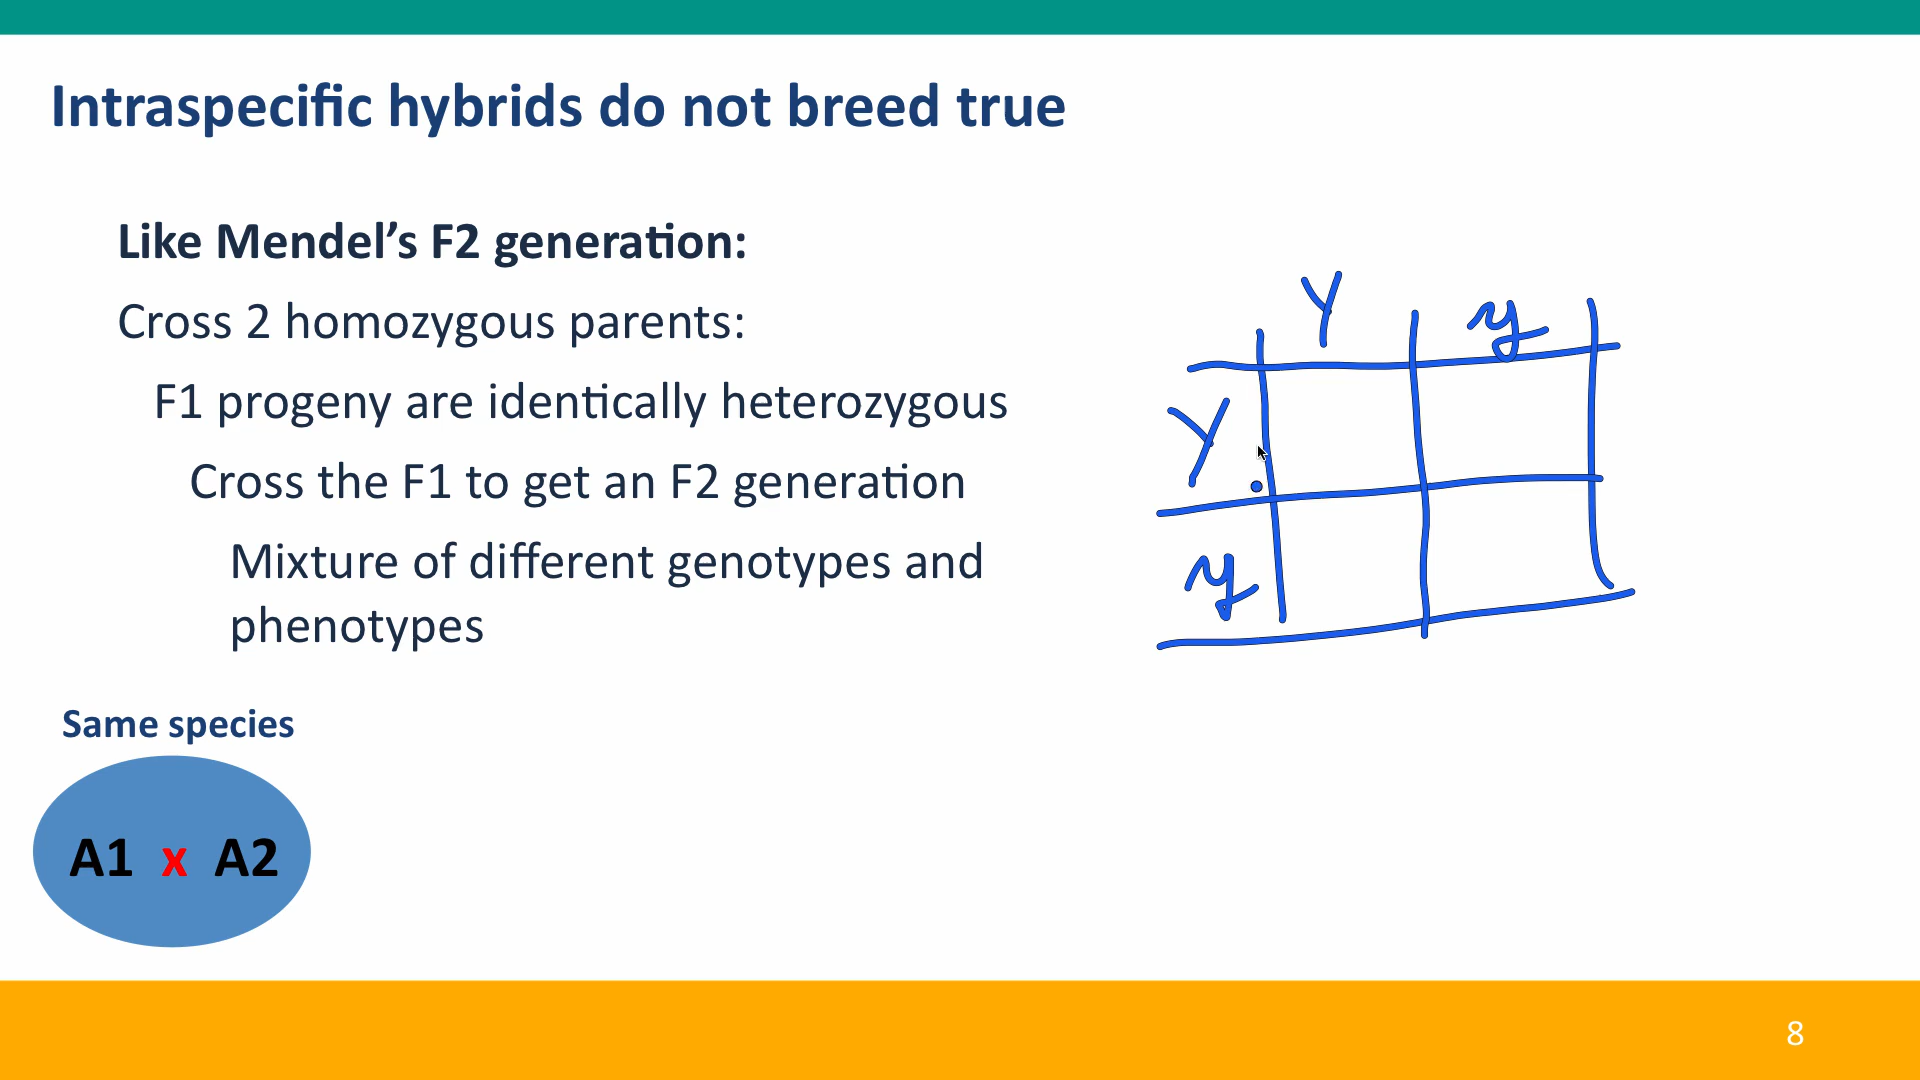 Intraspecific hybrids do not breed true
Like Mendel’s F2 generation:
Cross 2 homozygous parents:
F1 progeny are identically heterozygous
Cross the F1 to get an F2 generation
Mixture of different genotypes and
phenotypes
Y y
Y
y
Same species
A1 x A2
8